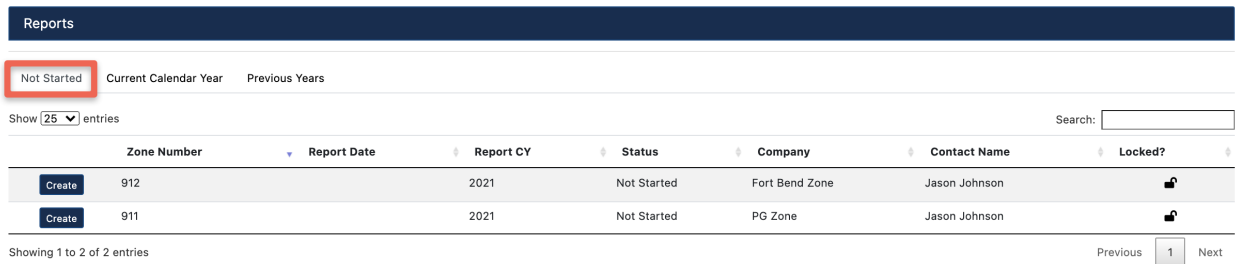 Reports
Not Started Current Calendar Year Previous Years
Show 25 entries Search:
Zone Number Report Date Report CY Status Company Contact Name Locked?
Create 912 2021 Not Started Fort Bend Zone Jason Johnson
Create 911 2021 Not Started PG Zone Jason Johnson
Showing 1 to 2 of 2 entries Previous 1 Next